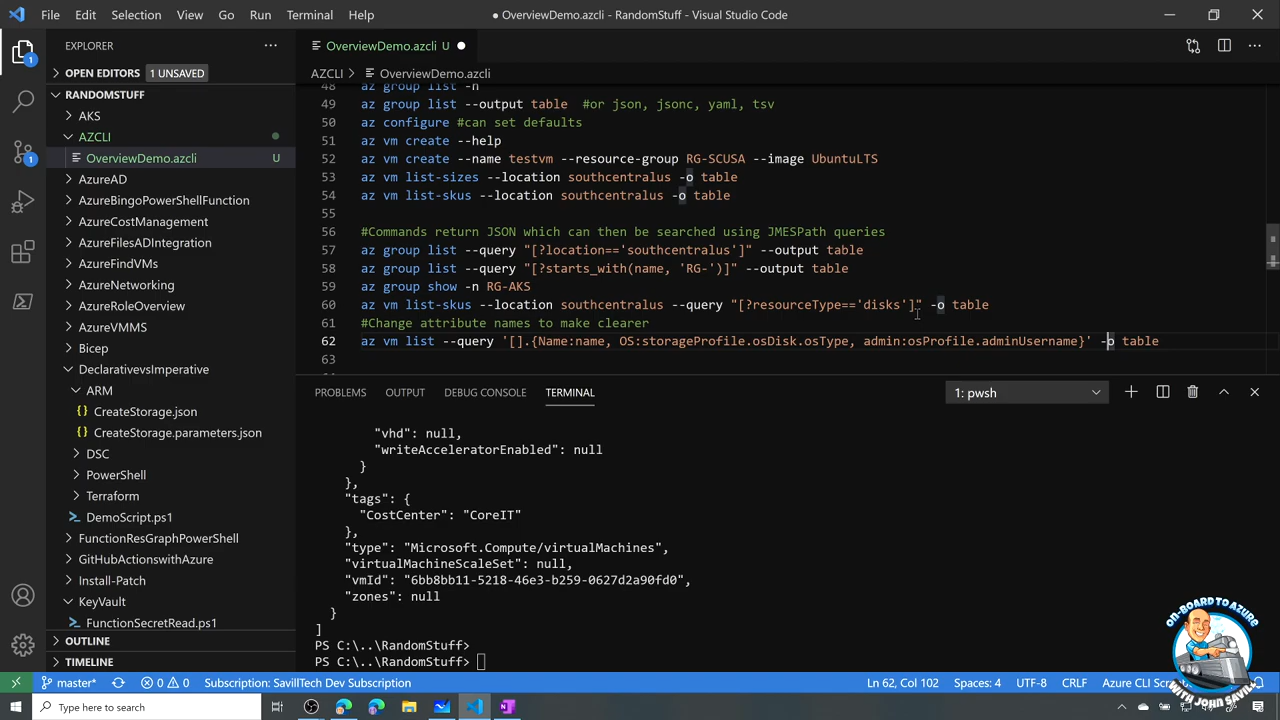 File Edit Selection View Go Run Terminal Help
● OverviewDemo.azcli - RandomStuff - Visual Studio Code
EXPLORER
OverviewDemo.azcli U
OPEN EDITORS 1 UNSAVED
AZCLI > OverviewDemo.azcli
RANDOMSTUFF
AKS
AZCLI
OverviewDemo.azcli U
AzureAD
AzureBingoPowerShellFunction
AzureCostManagement
AzureFilesADIntegration
AzureFindVMs
AzureNetworking
AzureRoleOverview
AzureVMMS
Bicep
DeclarativevsImperative
ARM
CreateStorage.json
CreateStorage.parameters.json
DSC
PowerShell
Terraform
DemoScript.ps1
FunctionResGraphPowerShell
GitHubActionswithAzure
Install-Patch
KeyVault
FunctionSecretRead.ps1
OUTLINE
TIMELINE
48 az group list -h
49 az group list --output table #or json, jsonc, yaml, tsv
50 az configure #can set defaults
51 az vm create --help
52 az vm create --name testvm --resource-group RG-SCUSA --image UbuntuLTS
53 az vm list-sizes --location southcentralus -o table
54 az vm list-skus --location southcentralus -o table
55
56 #Commands return JSON which can then be searched using JMESPath queries
57 az group list --query "[?location=='southcentralus']" --output table
58 az group list --query "[?starts_with(name, 'RG-')]" --output table
59 az group show -n RG-AKS
60 az vm list-skus --location southcentralus --query "[?resourceType=='disks']" -o table
61 #Change attribute names to make clearer
62 az vm list --query '[].{Name:name, OS:storageProfile.osDisk.osType, admin:osProfile.adminUsername}' -o table
63
PROBLEMS OUTPUT DEBUG CONSOLE TERMINAL 1: pwsh
"vhd": null,
"writeAcceleratorEnabled": null
}
},
"tags": {
"CostCenter": "CoreIT"
},
"type": "Microsoft.Compute/virtualMachines",
"virtualMachineScaleSet": null,
"vmId": "6bb8bb11-5218-46e3-b259-0627d2a90fd0",
"zones": null
}
]
PS C:\..\RandomStuff>
PS C:\..\RandomStuff>
ON-BOARD TO AZURE
WITH JOHN SAVILL
master* 0 0 Subscription: SavillTech Dev Subscription Ln 62, Col 102 Spaces: 4 UTF-8 CRLF Azure CLI Scr
Type here to search
1
1